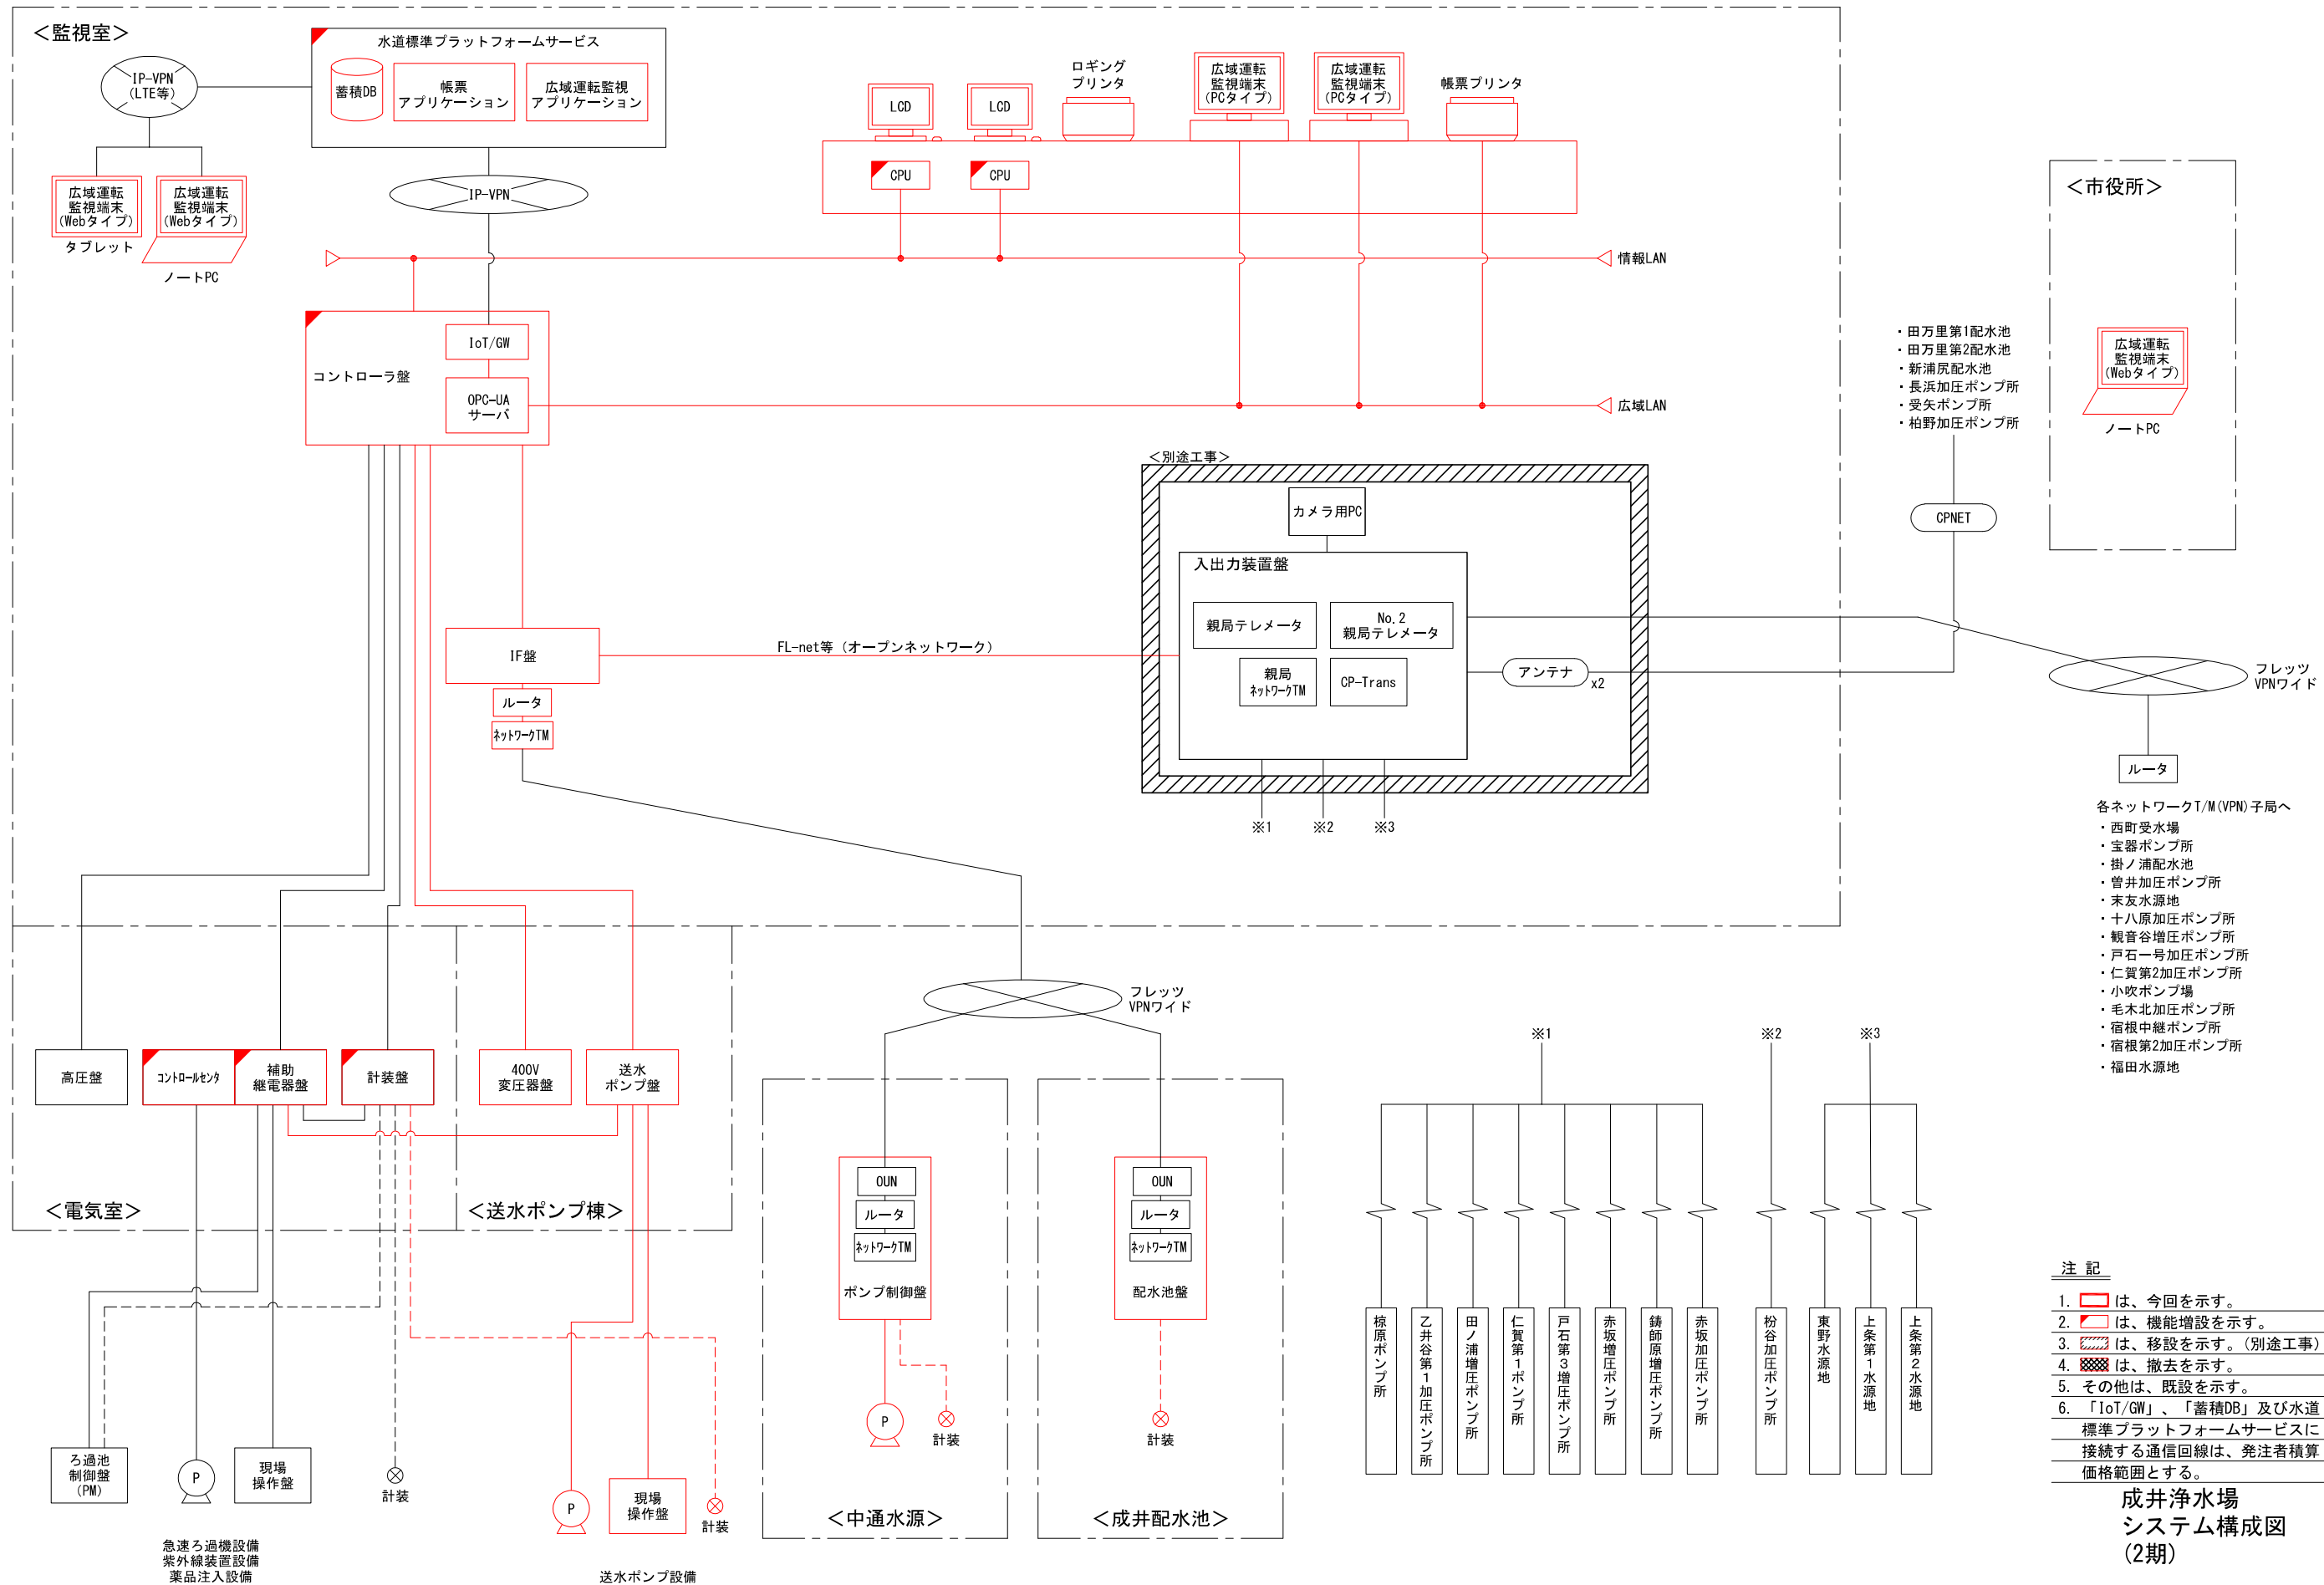 <監視室>
IP-VPN
(LTE等)
水道標準プラットフォームサービス
蓄積DB
帳票
アプリケーション
広域運転監視
アプリケーション
広域運転
監視端末
(Webタイプ)
タブレット
広域運転
監視端末
(Webタイプ)
ノートPC
IP-VPN
LCD
LCD
ロギング
プリンタ
広域運転
監視端末
(PCタイプ)
広域運転
監視端末
(PCタイプ)
帳票プリンタ
CPU
CPU
情報LAN
コントローラ盤
IoT/GW
OPC-UA
サーバ
広域LAN
<市役所>
広域運転
監視端末
(Webタイプ)
ノートPC
・田万里第1配水池
・田万里第2配水池
・新浦尻配水池
・長浜加圧ポンプ所
・受矢ポンプ所
・柏野加圧ポンプ所
CPNET
<別途工事>
カメラ用PC
入出力装置盤
親局テレメータ
No.2
親局テレメータ
親局
ネットワークTM
CP-Trans
アンテナ
x2
※1
※2
※3
IF盤
FL-net等（オープンネットワーク）
ルータ
ネットワークTM
フレッツ
VPNワイド
ルータ
各ネットワークT/M(VPN)子局へ
・西町受水場
・宝器ポンプ所
・掛ノ浦配水池
・曽井加圧ポンプ所
・末友水源地
・十八原加圧ポンプ所
・観音谷増圧ポンプ所
・戸石一号加圧ポンプ所
・仁賀第2加圧ポンプ所
・小吹ポンプ場
・毛木北加圧ポンプ所
・宿根中継ポンプ所
・宿根第2加圧ポンプ所
・福田水源地
フレッツ
VPNワイド
高圧盤
コントロールセンタ
補助
継電器盤
計装盤
400V
変圧器盤
送水
ポンプ盤
<電気室>
<送水ポンプ棟>
ろ過池
制御盤
(PM)
P
現場
操作盤
計装
急速ろ過機設備
紫外線装置設備
薬品注入設備
P
現場
操作盤
計装
送水ポンプ設備
OUN
ルータ
ネットワークTM
ポンプ制御盤
P
計装
<中通水源>
OUN
ルータ
ネットワークTM
配水池盤
計装
<成井配水池>
※1
※2
※3
椋原ポンプ所
乙井谷第1加圧ポンプ所
田ノ浦増圧ポンプ所
仁賀第1ポンプ所
戸石第3増圧ポンプ所
赤坂増圧ポンプ所
鋳師原増圧ポンプ所
赤坂加圧ポンプ所
枌谷加圧ポンプ所
東野水源地
上条第1水源地
上条第2水源地
注 記
1. は、今回を示す。
2. は、機能増設を示す。
3. は、移設を示す。(別途工事)
4. は、撤去を示す。
5. その他は、既設を示す。
6. 「IoT/GW」、「蓄積DB」及び水道
標準プラットフォームサービスに
接続する通信回線は、発注者積算
価格範囲とする。
成井浄水場
システム構成図
(2期)